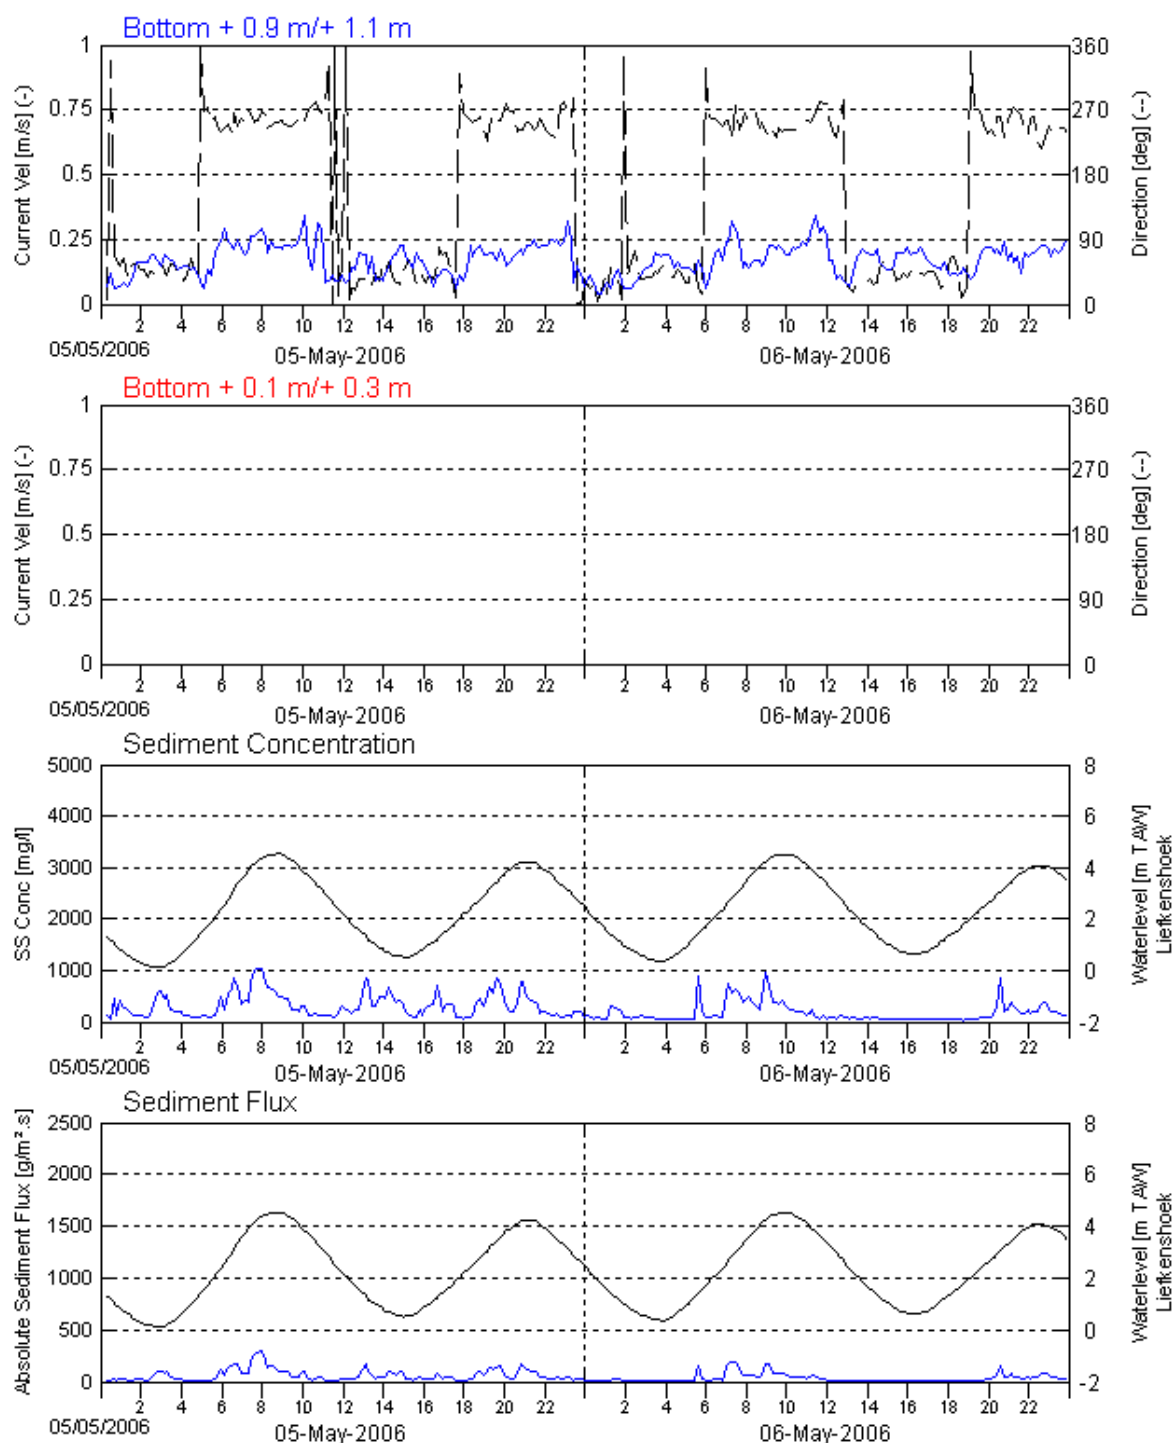 Bottom + 0.9 m/+ 1.1 m
Current Vel [m/s] (-)
1
0.75
0.5
0.25
0
360
270
180
90
0
Direction [deg] (--)
2 4 6 8 10 12 14 16 18 20 22 2 4 6 8 10 12 14 16 18 20 22
05/05/2006
05-May-2006
06-May-2006
Bottom + 0.1 m/+ 0.3 m
Current Vel [m/s] (-)
1
0.75
0.5
0.25
0
360
270
180
90
0
Direction [deg] (--)
2 4 6 8 10 12 14 16 18 20 22 2 4 6 8 10 12 14 16 18 20 22
05/05/2006
05-May-2006
06-May-2006
Sediment Concentration
SS Conc [mg/l]
5000
4000
3000
2000
1000
0
8
6
4
2
0
-2
Waterlevel [m TAW]
Liefkenshoek
2 4 6 8 10 12 14 16 18 20 22 2 4 6 8 10 12 14 16 18 20 22
05/05/2006
05-May-2006
06-May-2006
Sediment Flux
Absolute Sediment Flux [g/m².s]
2500
2000
1500
1000
500
0
8
6
4
2
0
-2
Waterlevel [m TAW]
Liefkenshoek
2 4 6 8 10 12 14 16 18 20 22 2 4 6 8 10 12 14 16 18 20 22
05/05/2006
05-May-2006
06-May-2006